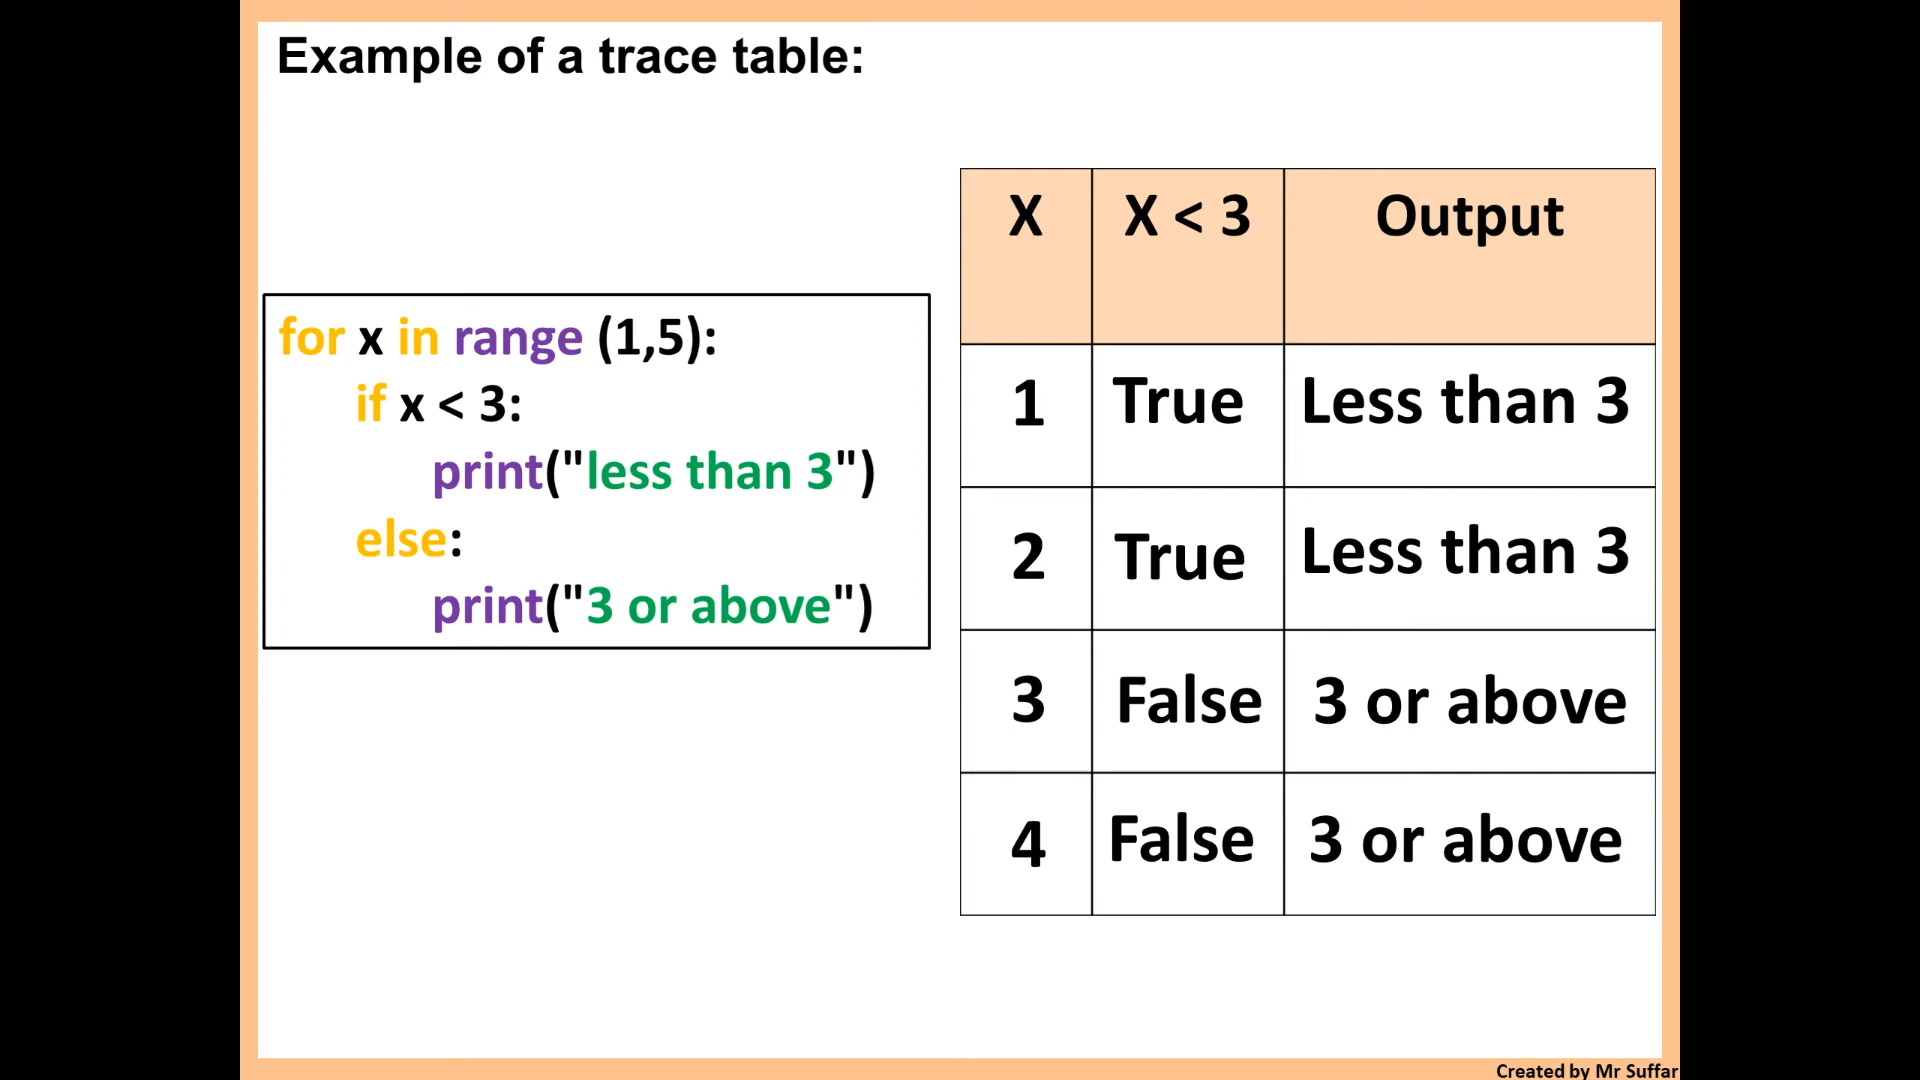 Example of a trace table:
for x in range (1,5):
if x < 3:
print("less than 3")
else:
print("3 or above")
X X < 3 Output
1 True Less than 3
2 True Less than 3
3 False 3 or above
4 False 3 or above
Created by Mr Suffar